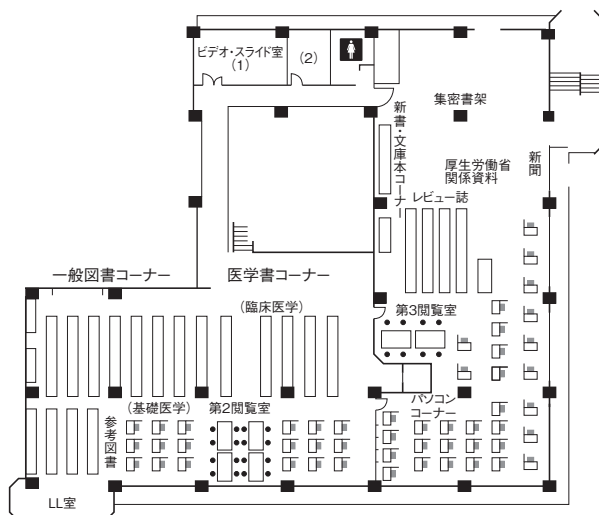 ビデオ・スライド室
(1)
(2)
集密書架
新書・文庫本コーナー
厚生労働省
関係資料
新聞
レビュー誌
一般図書コーナー
医学書コーナー
(臨床医学)
第3閲覧室
(基礎医学)
第2閲覧室
パソコン
コーナー
参考図書
LL室